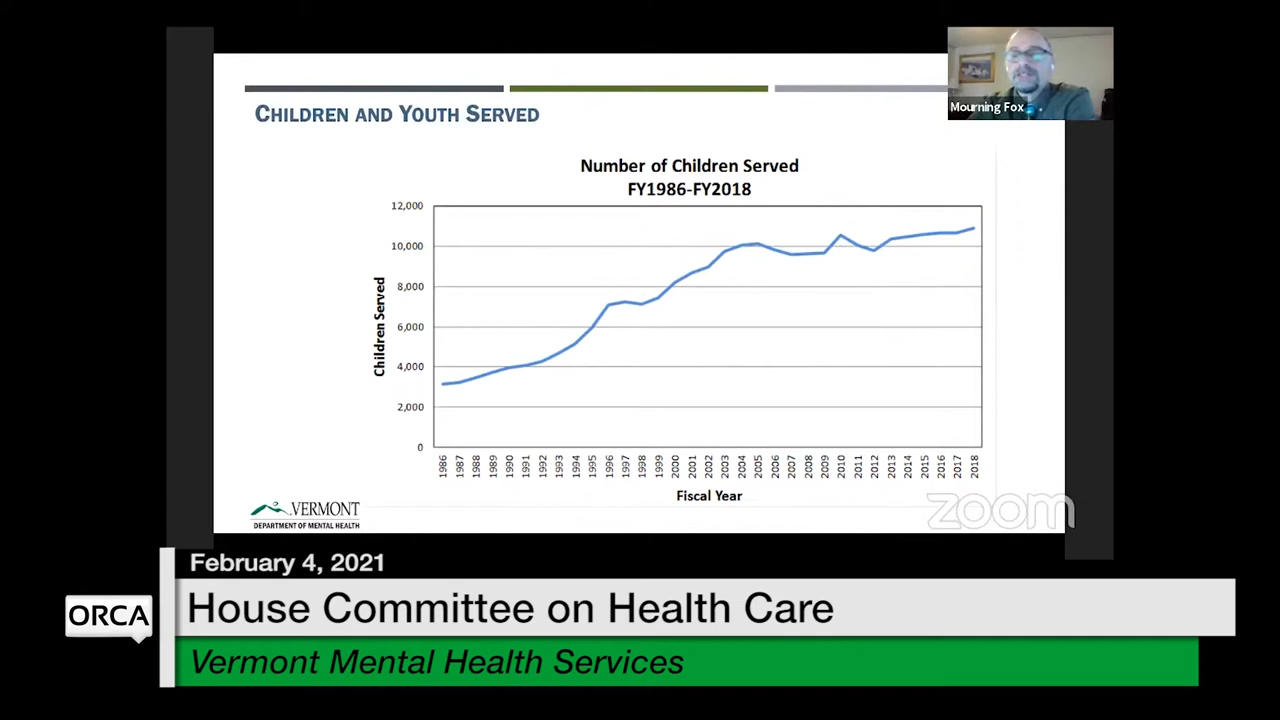 CHILDREN AND YOUTH SERVED
Mourning Fox
Number of Children Served
FY1986-FY2018
12,000
10,000
8,000
6,000
4,000
2,000
0
Children Served
1986 1987 1988 1989 1990 1991 1992 1993 1994 1995 1996 1997 1998 1999 2000 2001 2002 2003 2004 2005 2006 2007 2008 2009 2010 2011 2012 2013 2014 2015 2016 2017 2018
Fiscal Year
VERMONT
DEPARTMENT OF MENTAL HEALTH
zoom
February 4, 2021
ORCA
House Committee on Health Care
Vermont Mental Health Services